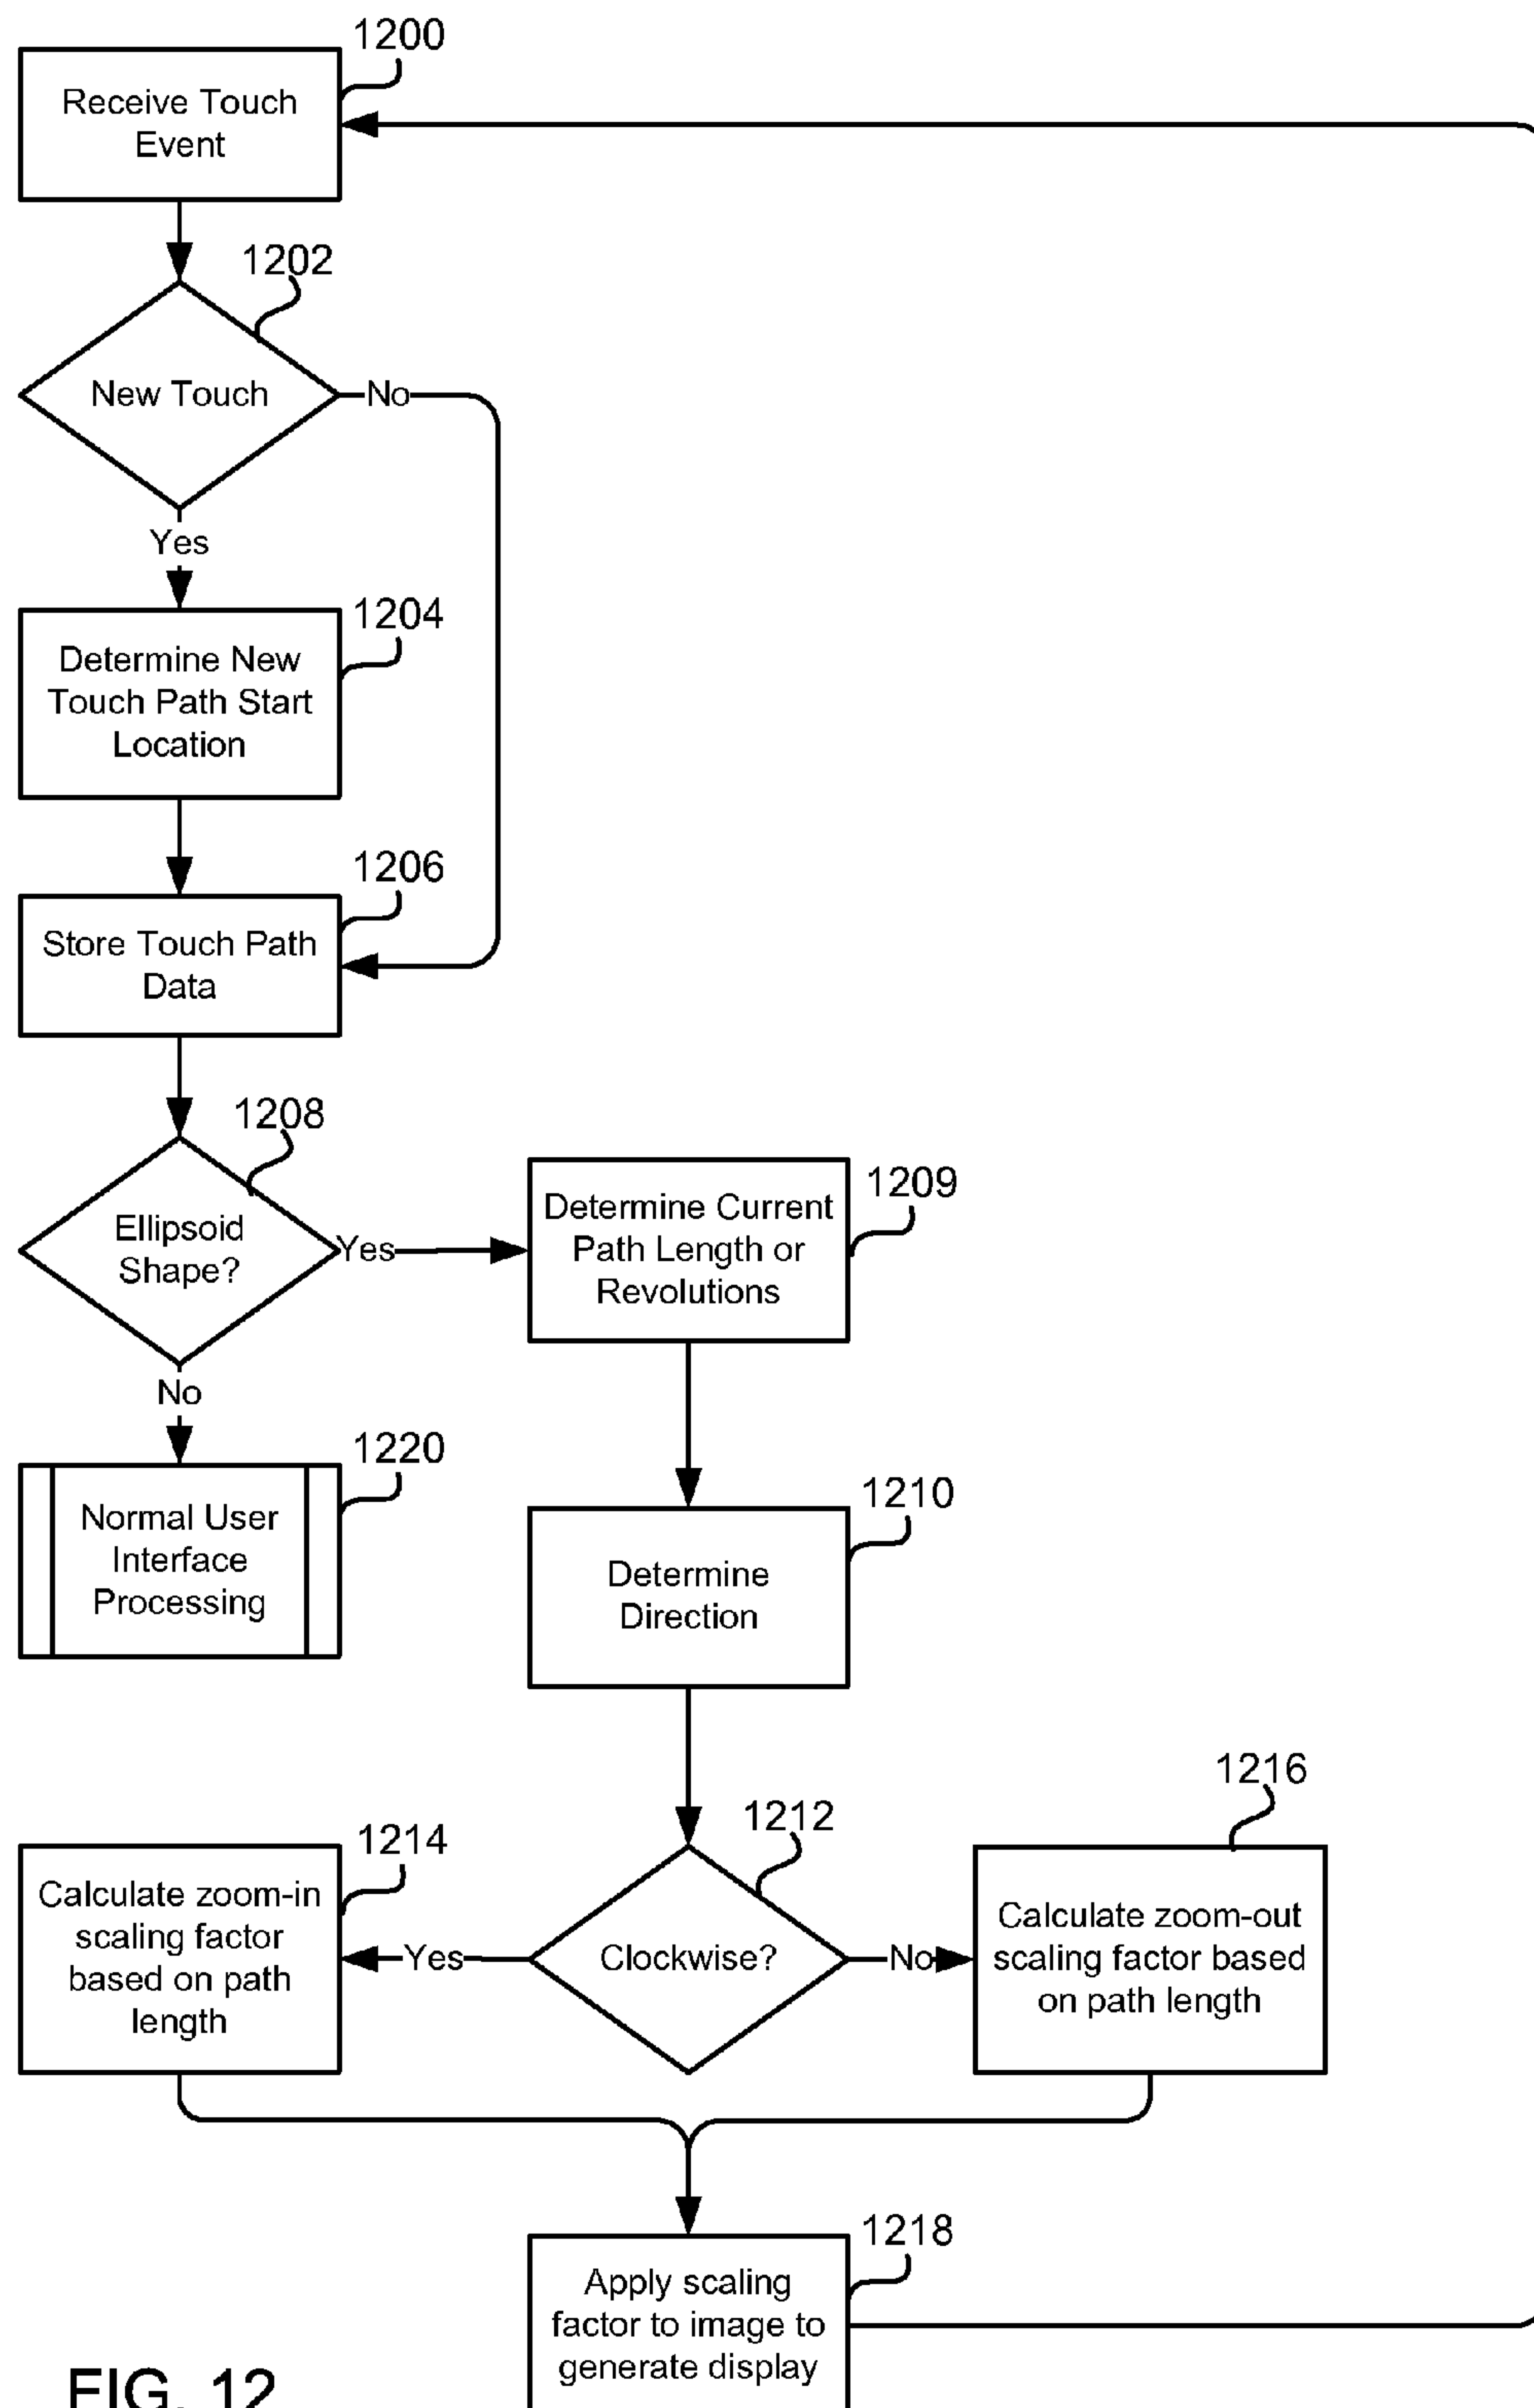 1200
Receive Touch
Event
1202
New Touch
No
Yes
1204
Determine New
Touch Path Start
Location
1206
Store Touch Path
Data
1208
Ellipsoid
Shape?
Yes
1209
Determine Current
Path Length or
Revolutions
No
1220
Normal User
Interface
Processing
1210
Determine
Direction
1212
Clockwise?
Yes
No
1214
Calculate zoom-in
scaling factor
based on path
length
1216
Calculate zoom-out
scaling factor based
on path length
1218
Apply scaling
factor to image to
generate display
FIG. 12